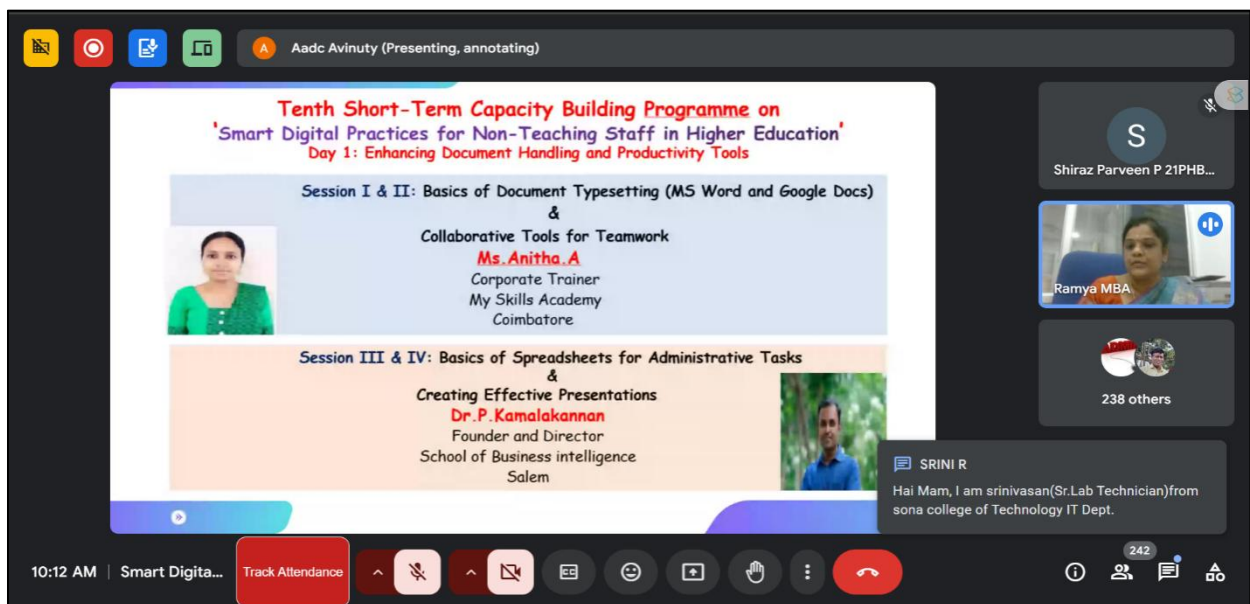 A Aadc Avinuty (Presenting, annotating)
Tenth Short-Term Capacity Building Programme on
'Smart Digital Practices for Non-Teaching Staff in Higher Education'
Day 1: Enhancing Document Handling and Productivity Tools
Session I & II: Basics of Document Typesetting (MS Word and Google Docs)
&
Collaborative Tools for Teamwork
Ms.Anitha.A
Corporate Trainer
My Skills Academy
Coimbatore
Session III & IV: Basics of Spreadsheets for Administrative Tasks
&
Creating Effective Presentations
Dr.P.Kamalakannan
Founder and Director
School of Business intelligence
Salem
S
Shiraz Parveen P 21PHB...
Ramya MBA
238 others
SRINI R
Hai Mam, I am srinivasan(Sr.Lab Technician)from
sona college of Technology IT Dept.
10:12 AM | Smart Digita...
Track Attendance
CC
242